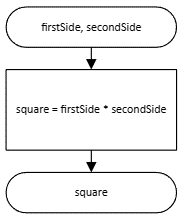 firstSide, secondSide
square = firstSide * secondSide
square